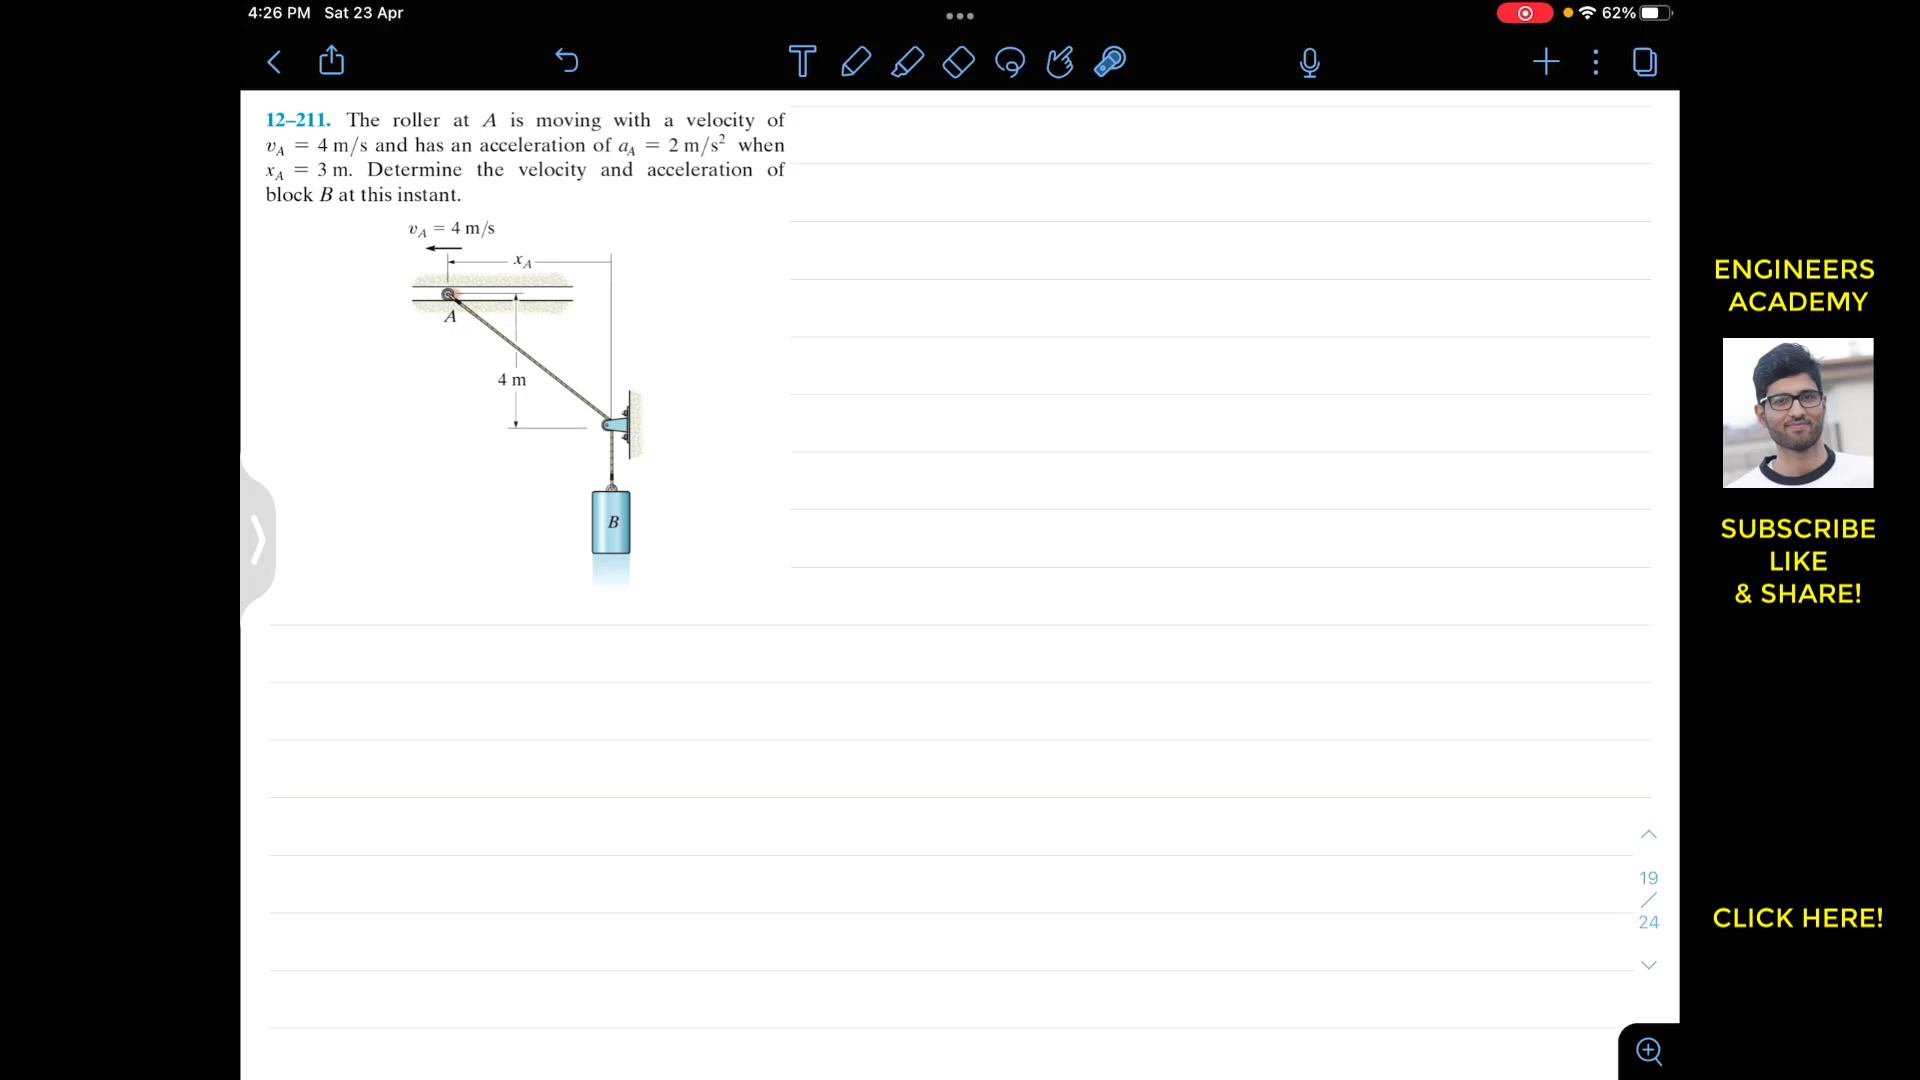 4:26 PM Sat 23 Apr
62%
12–211. The roller at A is moving with a velocity of
v_A = 4 m/s and has an acceleration of a_A = 2 m/s² when
x_A = 3 m. Determine the velocity and acceleration of
block B at this instant.
v_A = 4 m/s
x_A
A
4 m
B
19
/
24
ENGINEERS
ACADEMY
SUBSCRIBE
LIKE
& SHARE!
CLICK HERE!